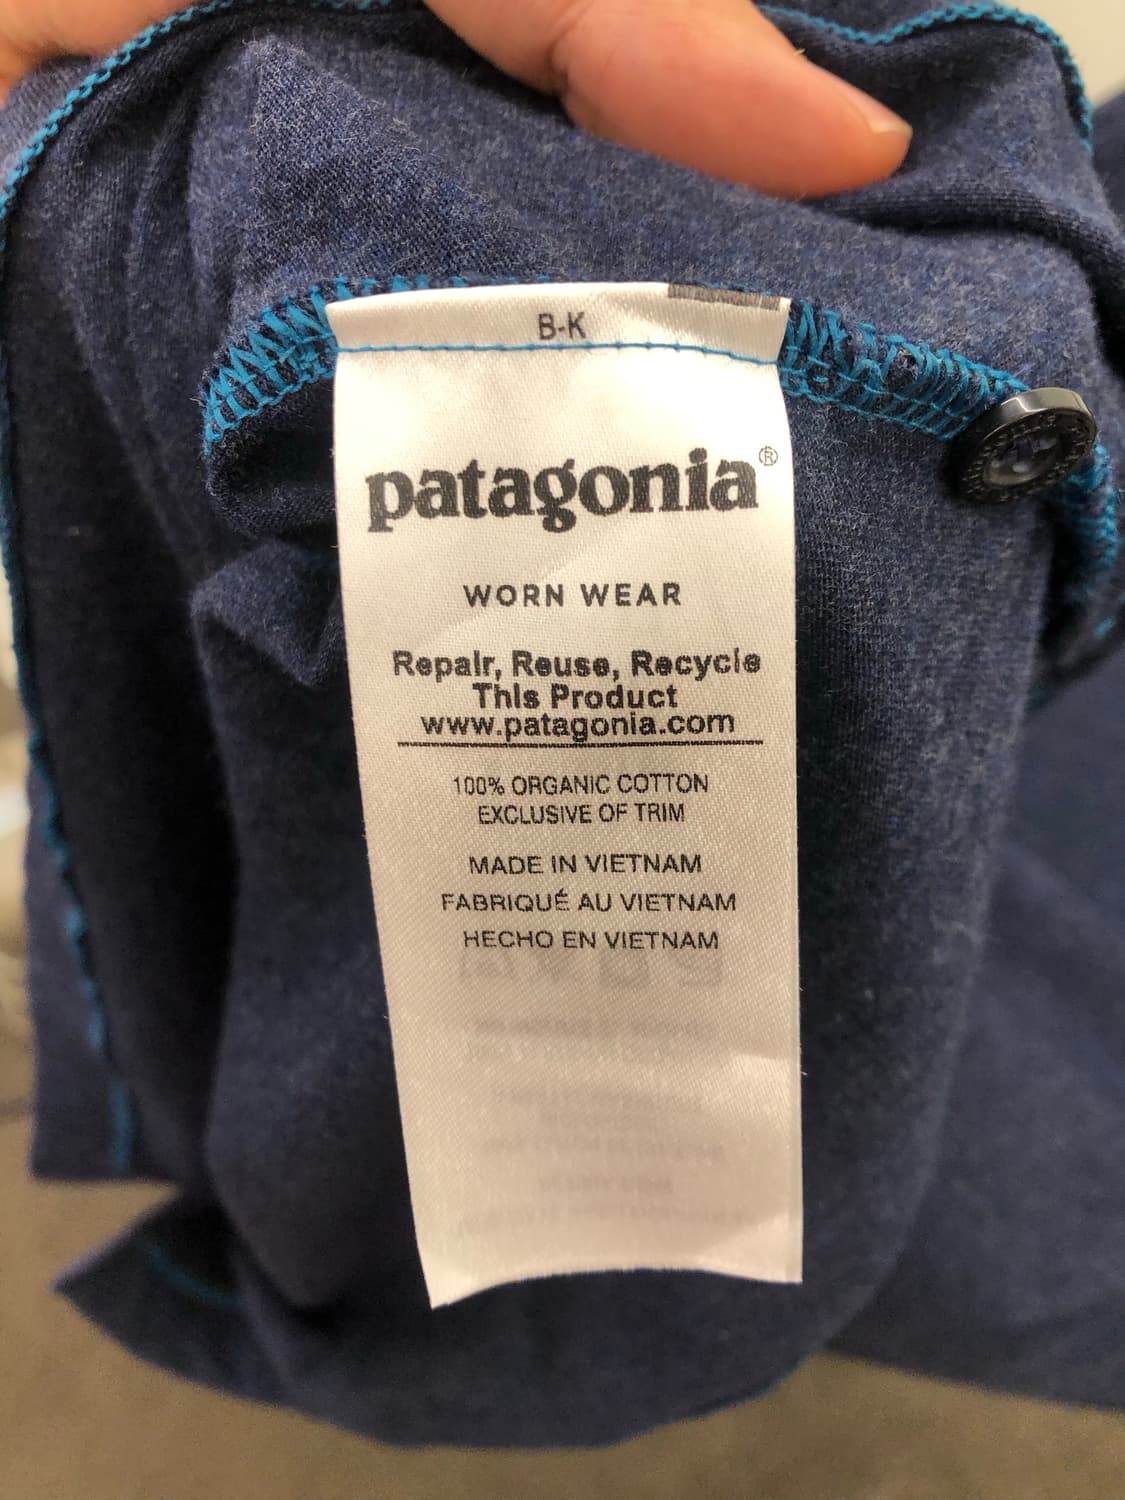 B-K
patagonia®
WORN WEAR
Repair, Reuse, Recycle
This Product
www.patagonia.com
100% ORGANIC COTTON
EXCLUSIVE OF TRIM
MADE IN VIETNAM
FABRIQUÉ AU VIETNAM
HECHO EN VIETNAM